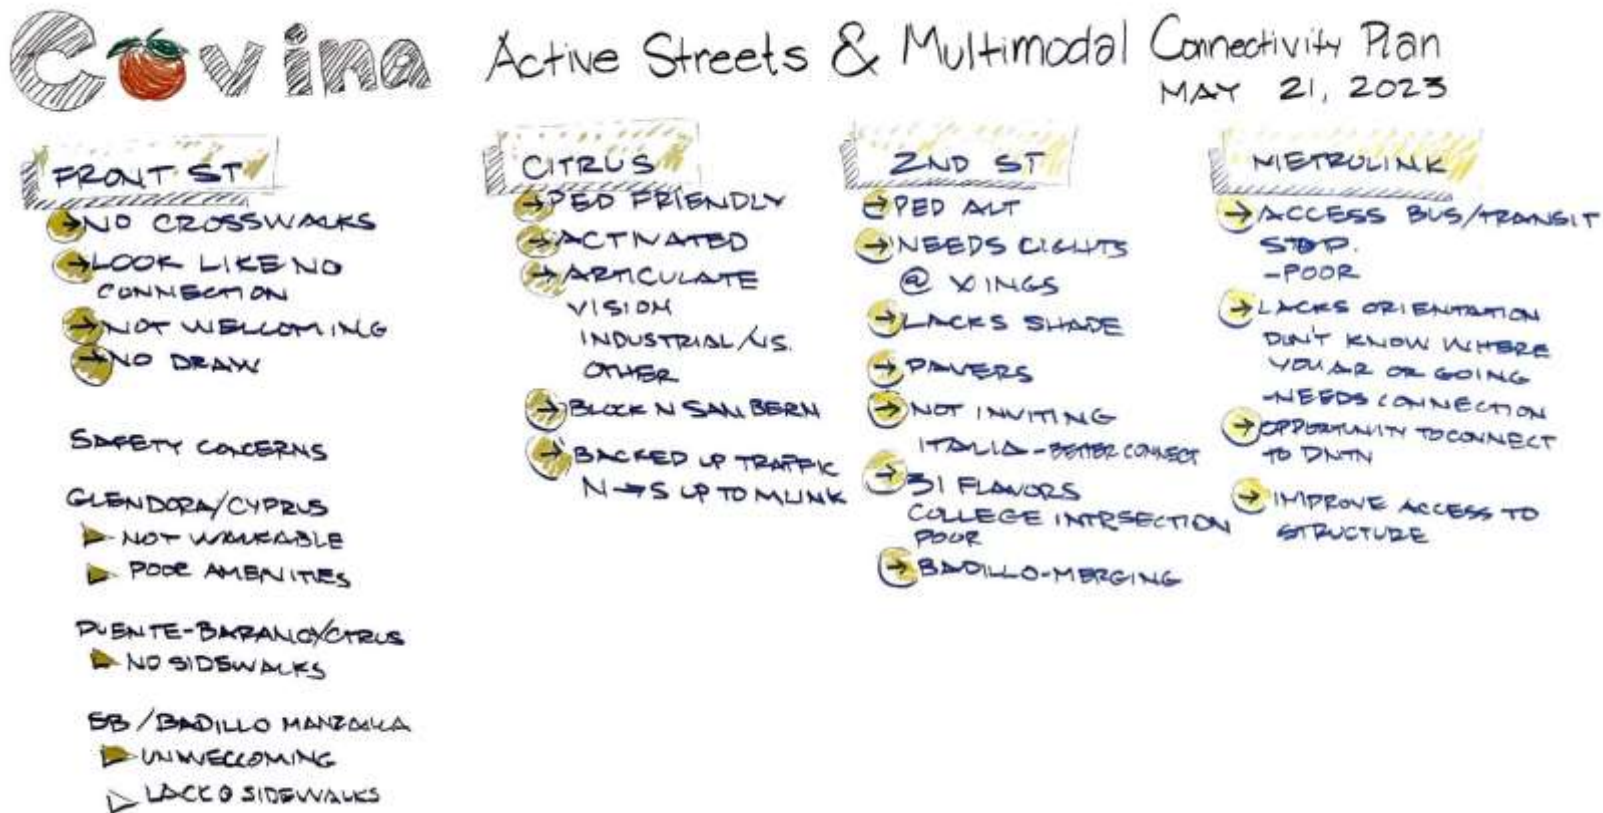 Covina
Active Streets & Multimodal Connectivity Plan
MAY 21, 2023
FRONT ST
→ NO CROSSWALKS
→ LOOK LIKE NO
CONNECTION
→ NOT WELCOMING
→ NO DRAW
SAFETY CONCERNS
GLENDORA/CYPRUS
NOT WALKABLE
POOR AMENITIES
PUENTE-BARANCA/CITRUS
NO SIDEWALKS
SB/BADILLO
UNWELCOMING
LACK O SIDEWALKS
CITRUS
→ PED FRIENDLY
→ ACTIVATED
→ ARTICULATE
VISION
INDUSTRIAL/VS.
OTHER
→ BLOCK N SAN BERN
→ BACKED UP TRAFFIC
N→S UP TO MLINK
2ND ST
→ PED ALT
→ NEEDS LIGHTS
@ XINGS
→ LACKS SHADE
→ PAVERS
→ NOT INVITING
ITALIA - BETTER CONNECT
→ 31 FLAVORS
COLLEGE INTRSECTION
POOR
→ BADILLO-MERGING
METROLINK
→ ACCESS BUS/TRANSIT
STOP.
-POOR
→ LACKS ORIENTATION
DON'T KNOW WHERE
YOU AR OR GOING
-NEEDS CONNECTION
→ OPPORTUNITY TO CONNECT
TO DNTN
→ IMPROVE ACCESS TO
STRUCTURE